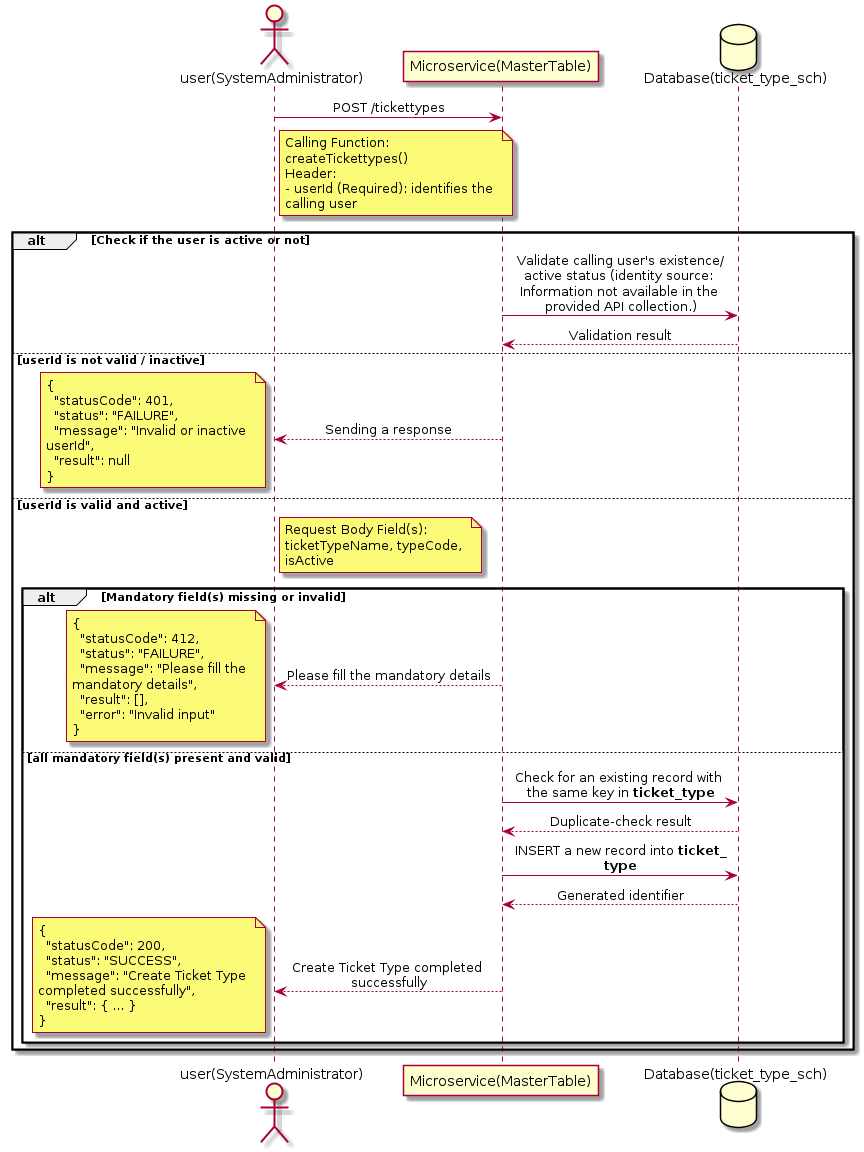 user(SystemAdministrator)
Microservice(MasterTable)
Database(ticket_type_sch)
POST /tickettypes
Calling Function:
createTickettypes()
Header:
- userId (Required): identifies the
calling user
alt
[Check if the user is active or not]
Validate calling user's existence/
active status (identity source:
Information not available in the
provided API collection.)
Validation result
[userId is not valid / inactive]
{
"statusCode": 401,
"status": "FAILURE",
"message": "Invalid or inactive
userId",
"result": null
}
Sending a response
[userId is valid and active]
Request Body Field(s):
ticketTypeName, typeCode,
isActive
alt
[Mandatory field(s) missing or invalid]
{
"statusCode": 412,
"status": "FAILURE",
"message": "Please fill the
mandatory details",
"result": [],
"error": "Invalid input"
}
Please fill the mandatory details
[all mandatory field(s) present and valid]
Check for an existing record with
the same key in ticket_type
Duplicate-check result
INSERT a new record into ticket_
type
Generated identifier
{
"statusCode": 200,
"status": "SUCCESS",
"message": "Create Ticket Type
completed successfully",
"result": { ... }
}
Create Ticket Type completed
successfully
user(SystemAdministrator)
Microservice(MasterTable)
Database(ticket_type_sch)